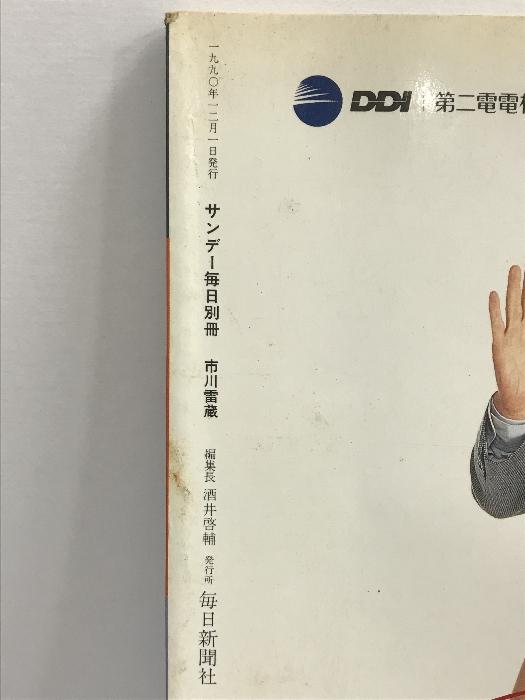 一九九〇年一二月一日発行 サンデー毎日別冊 市川雷蔵 編集長 酒井啓輔 発行所 毎日新聞社
DDI 第二電電